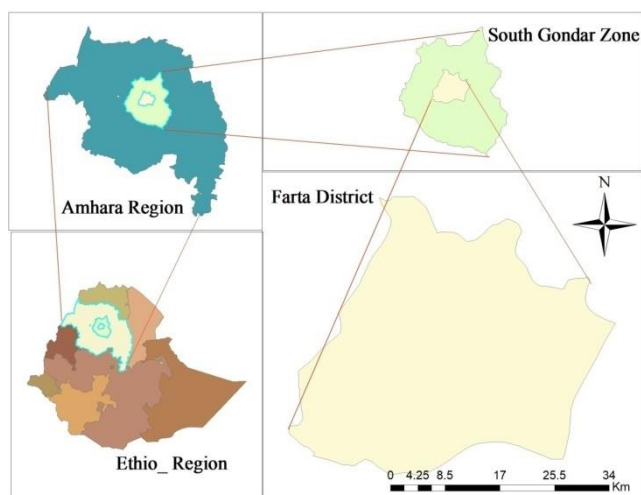 South Gondar Zone
Amhara Region
Farta District
N
Ethio_ Region
0 4.25 8.5 17 25.5 34
Km